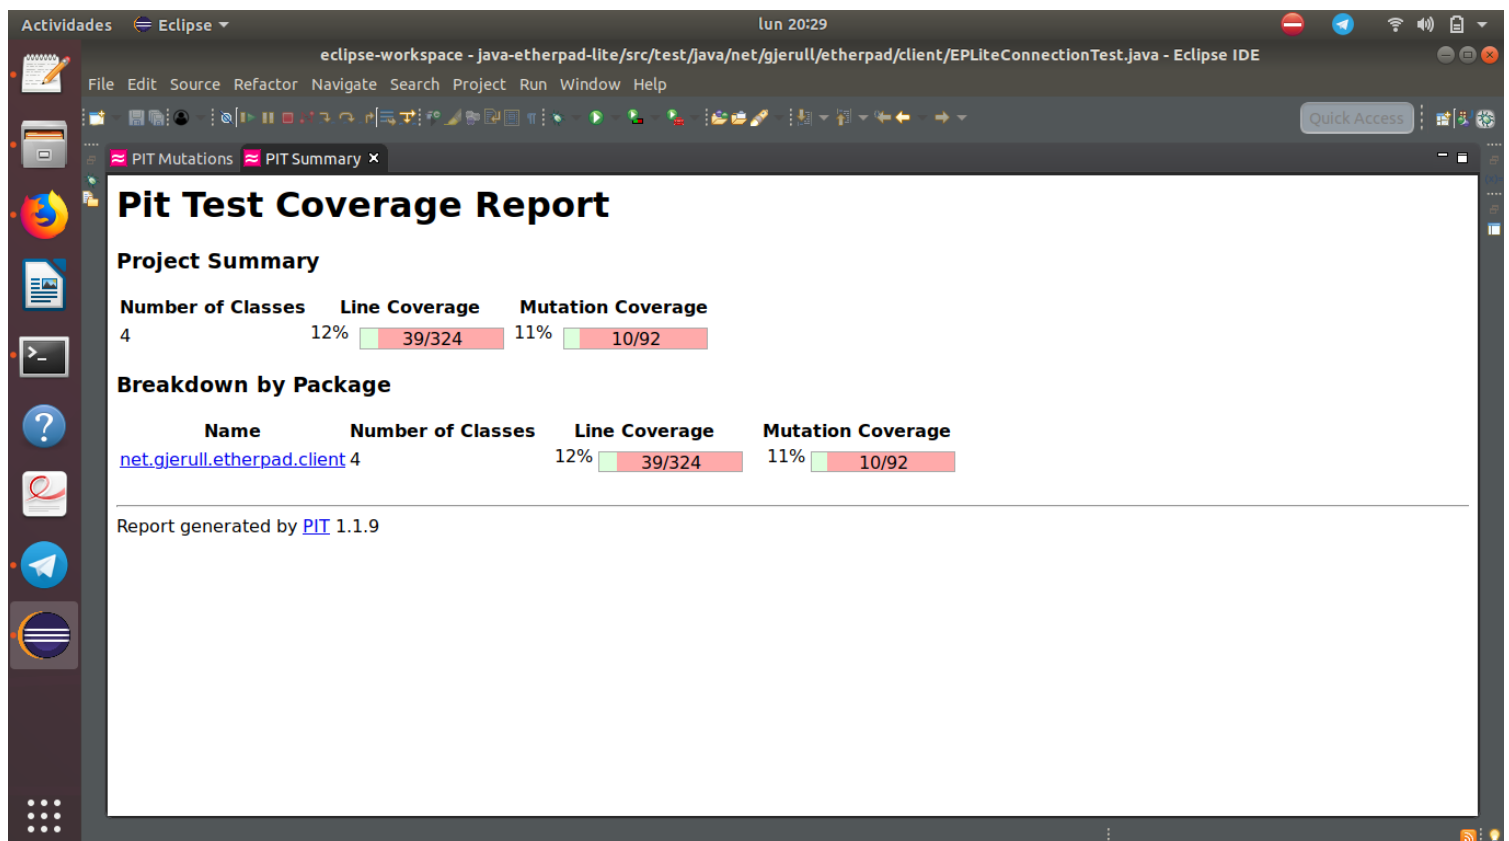 Actividades Eclipse lun 20:29
eclipse-workspace - java-etherpad-lite/src/test/java/net/gjerull/etherpad/client/EPLiteConnectionTest.java - Eclipse IDE
File Edit Source Refactor Navigate Search Project Run Window Help
Quick Access
PIT Mutations PIT Summary
Pit Test Coverage Report
Project Summary
Number of Classes Line Coverage Mutation Coverage
4 12% 39/324 11% 10/92
Breakdown by Package
Name Number of Classes Line Coverage Mutation Coverage
net.gjerull.etherpad.client 4 12% 39/324 11% 10/92
Report generated by PIT 1.1.9